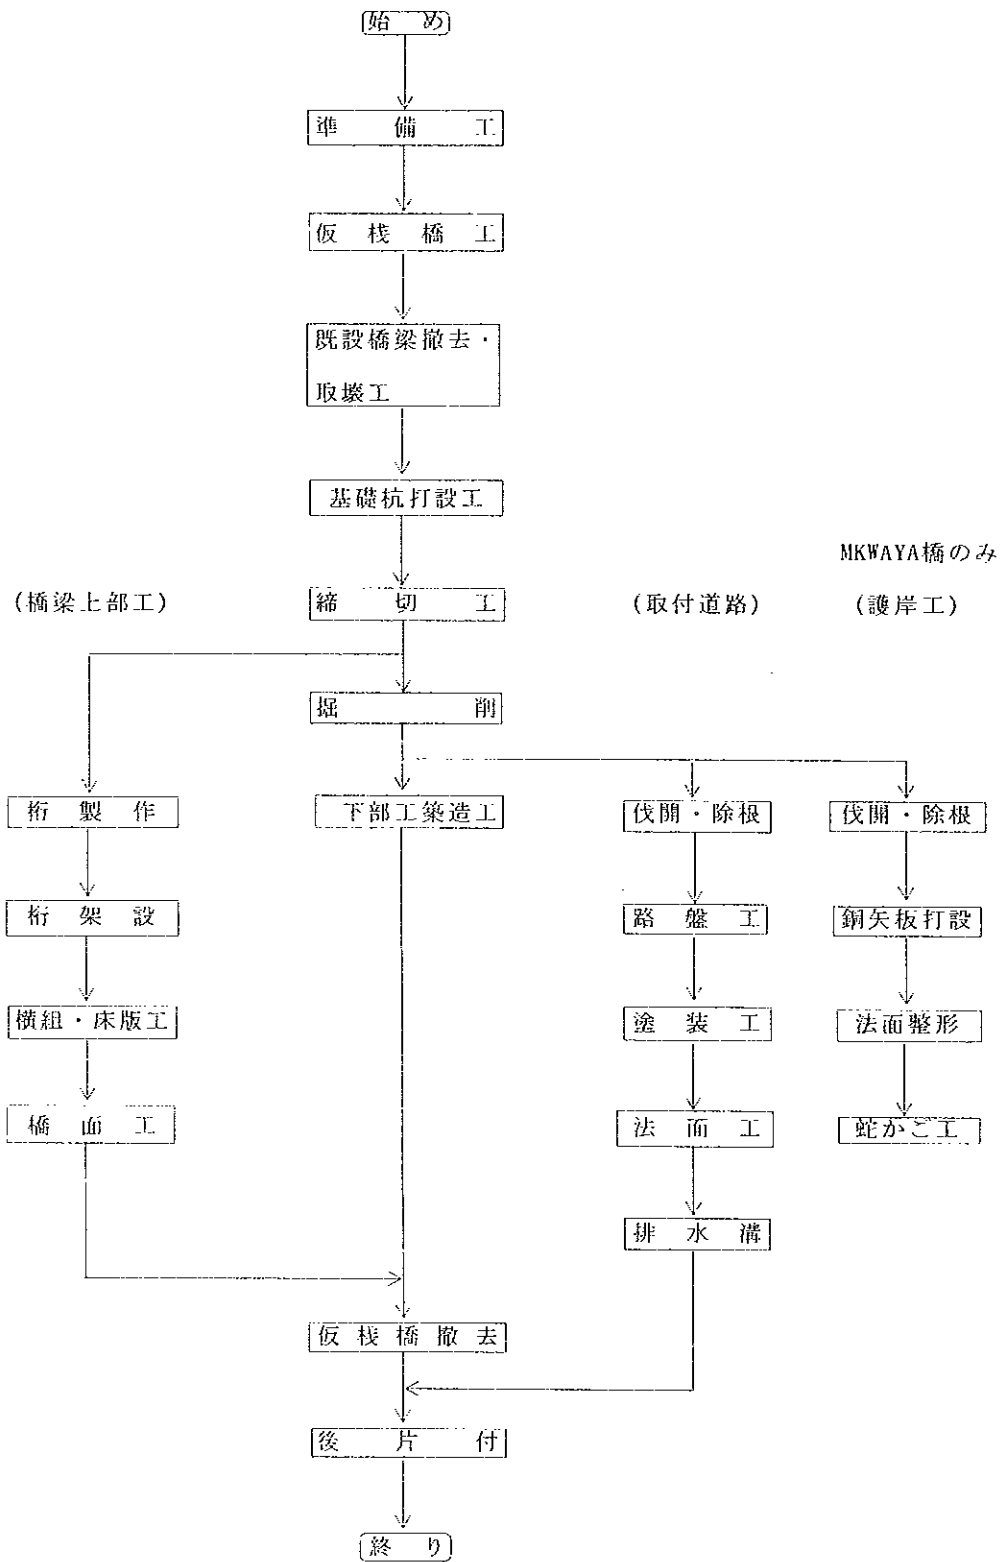 始め
準備工
仮桟橋工
既設橋梁撤去・
取壊工
基礎杭打設工
MKWAYA橋のみ
(橋梁上部工)
締切工
(取付道路)
(護岸工)
掘削
桁製作
下部工築造工
伐開・除根
伐開・除根
桁架設
路盤工
鋼矢板打設
横組・床版工
塗装工
法面整形
橋面工
法面工
蛇かご工
排水溝
仮桟橋撤去
後片付
終り